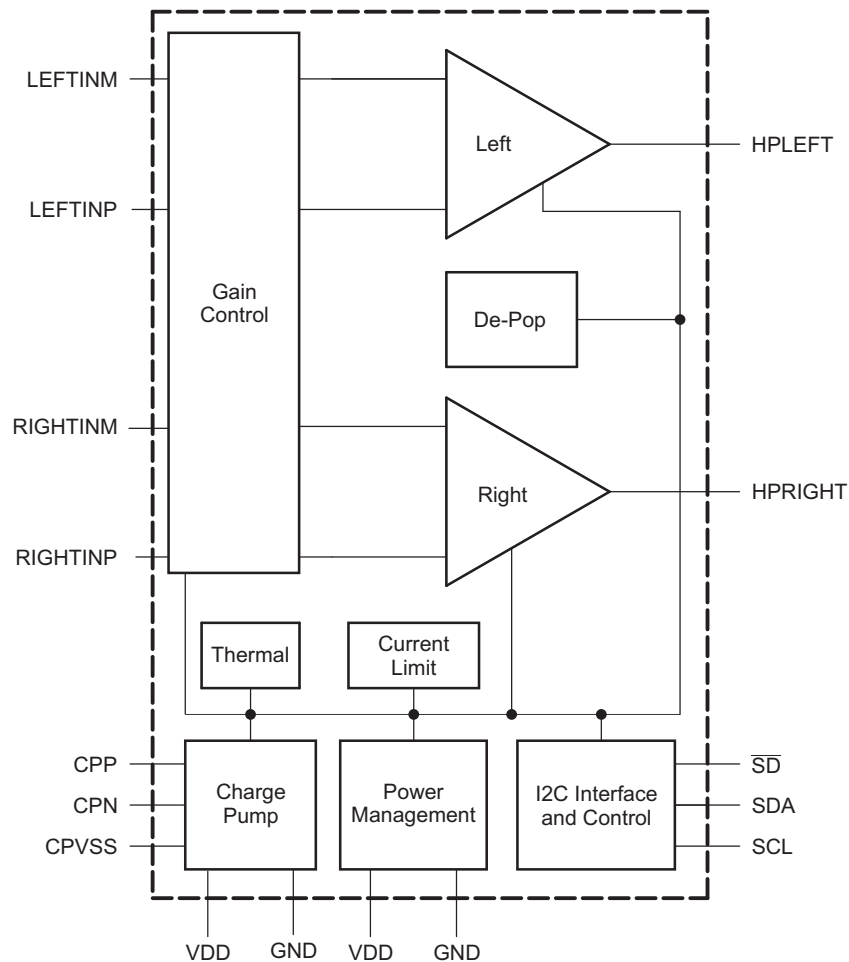 LEFTINM
Left
HPLEFT
LEFTINP
Gain
Control
De-Pop
RIGHTINM
Right
HPRIGHT
RIGHTINP
Thermal
Current
Limit
CPP
CPN
CPVSS
Charge
Pump
Power
Management
I2C Interface
and Control
S̅D̅
SDA
SCL
VDD
GND
VDD
GND